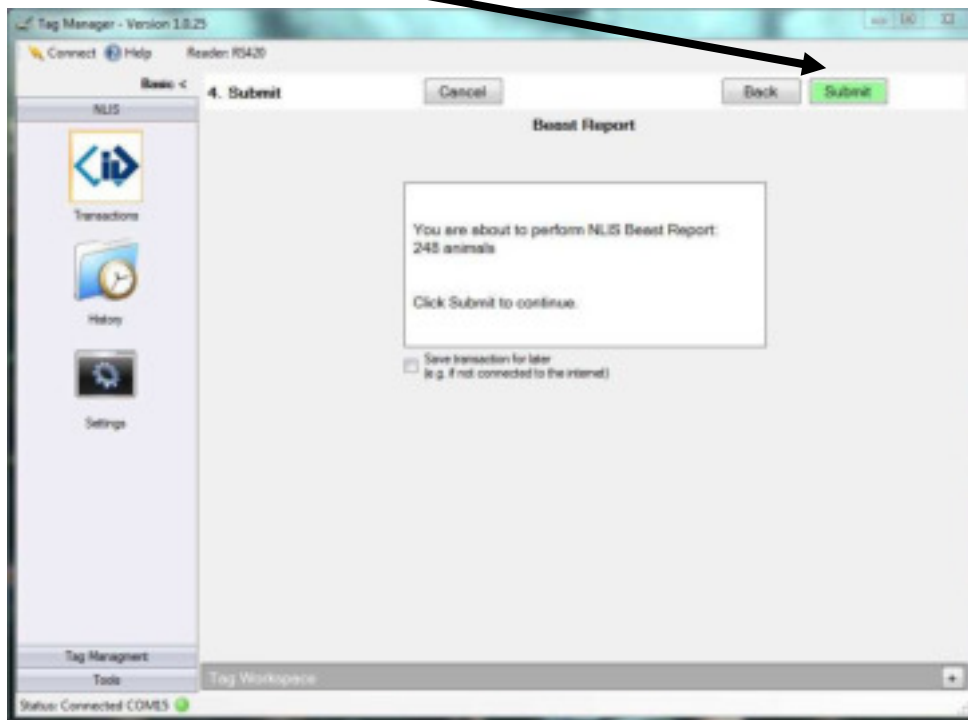 Tag Manager - Version 1.0.25
Connect Help Reader: RS420
Basic <
4. Submit Cancel Back Submit
NLIS
Beast Report
Transactions
You are about to perform NLIS Beast Report:
248 animals
History
Click Submit to continue.
Save transaction for later
(e.g. if not connected to the internet)
Settings
Tag Managment
Tools
Tag Workspace
Status: Connected COM15